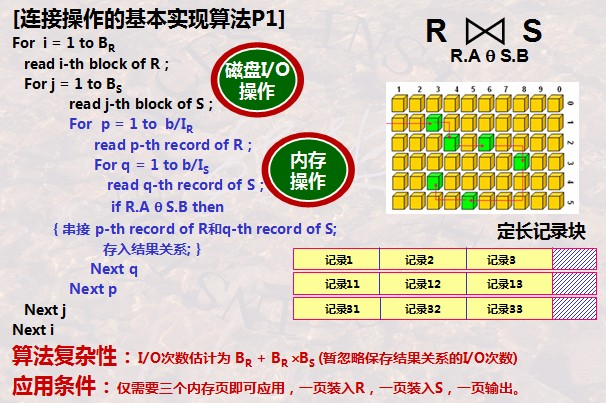 [连接操作的基本实现算法P1]
For i = 1 to BR
read i-th block of R ;
For j = 1 to BS
read j-th block of S ;
For p = 1 to b/IR
read p-th record of R ;
For q = 1 to b/IS
read q-th record of S ;
if R.A θ S.B then
{ 串接 p-th record of R和q-th record of S;
存入结果关系; }
Next q
Next p
Next j
Next i
磁盘I/O
操作
内存
操作
R ⋈ S
R.A θ S.B
1 2 3 4 5 6 7 8 9 0
0
1
2
3
4
5
定长记录块
记录1 记录2 记录3
记录11 记录12 记录13
记录31 记录32 记录33
算法复杂性：I/O次数估计为 BR + BR ×BS (暂忽略保存结果关系的I/O次数)
应用条件：仅需要三个内存页即可应用，一页装入R，一页装入S，一页输出。